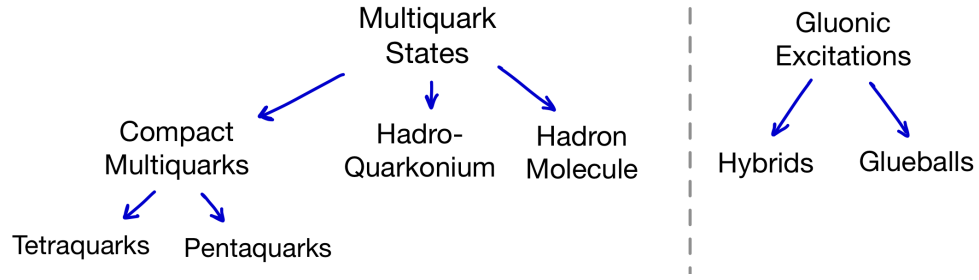 Multiquark
States
Gluonic
Excitations
Compact
Multiquarks
Hadro-
Quarkonium
Hadron
Molecule
Hybrids
Glueballs
Tetraquarks
Pentaquarks